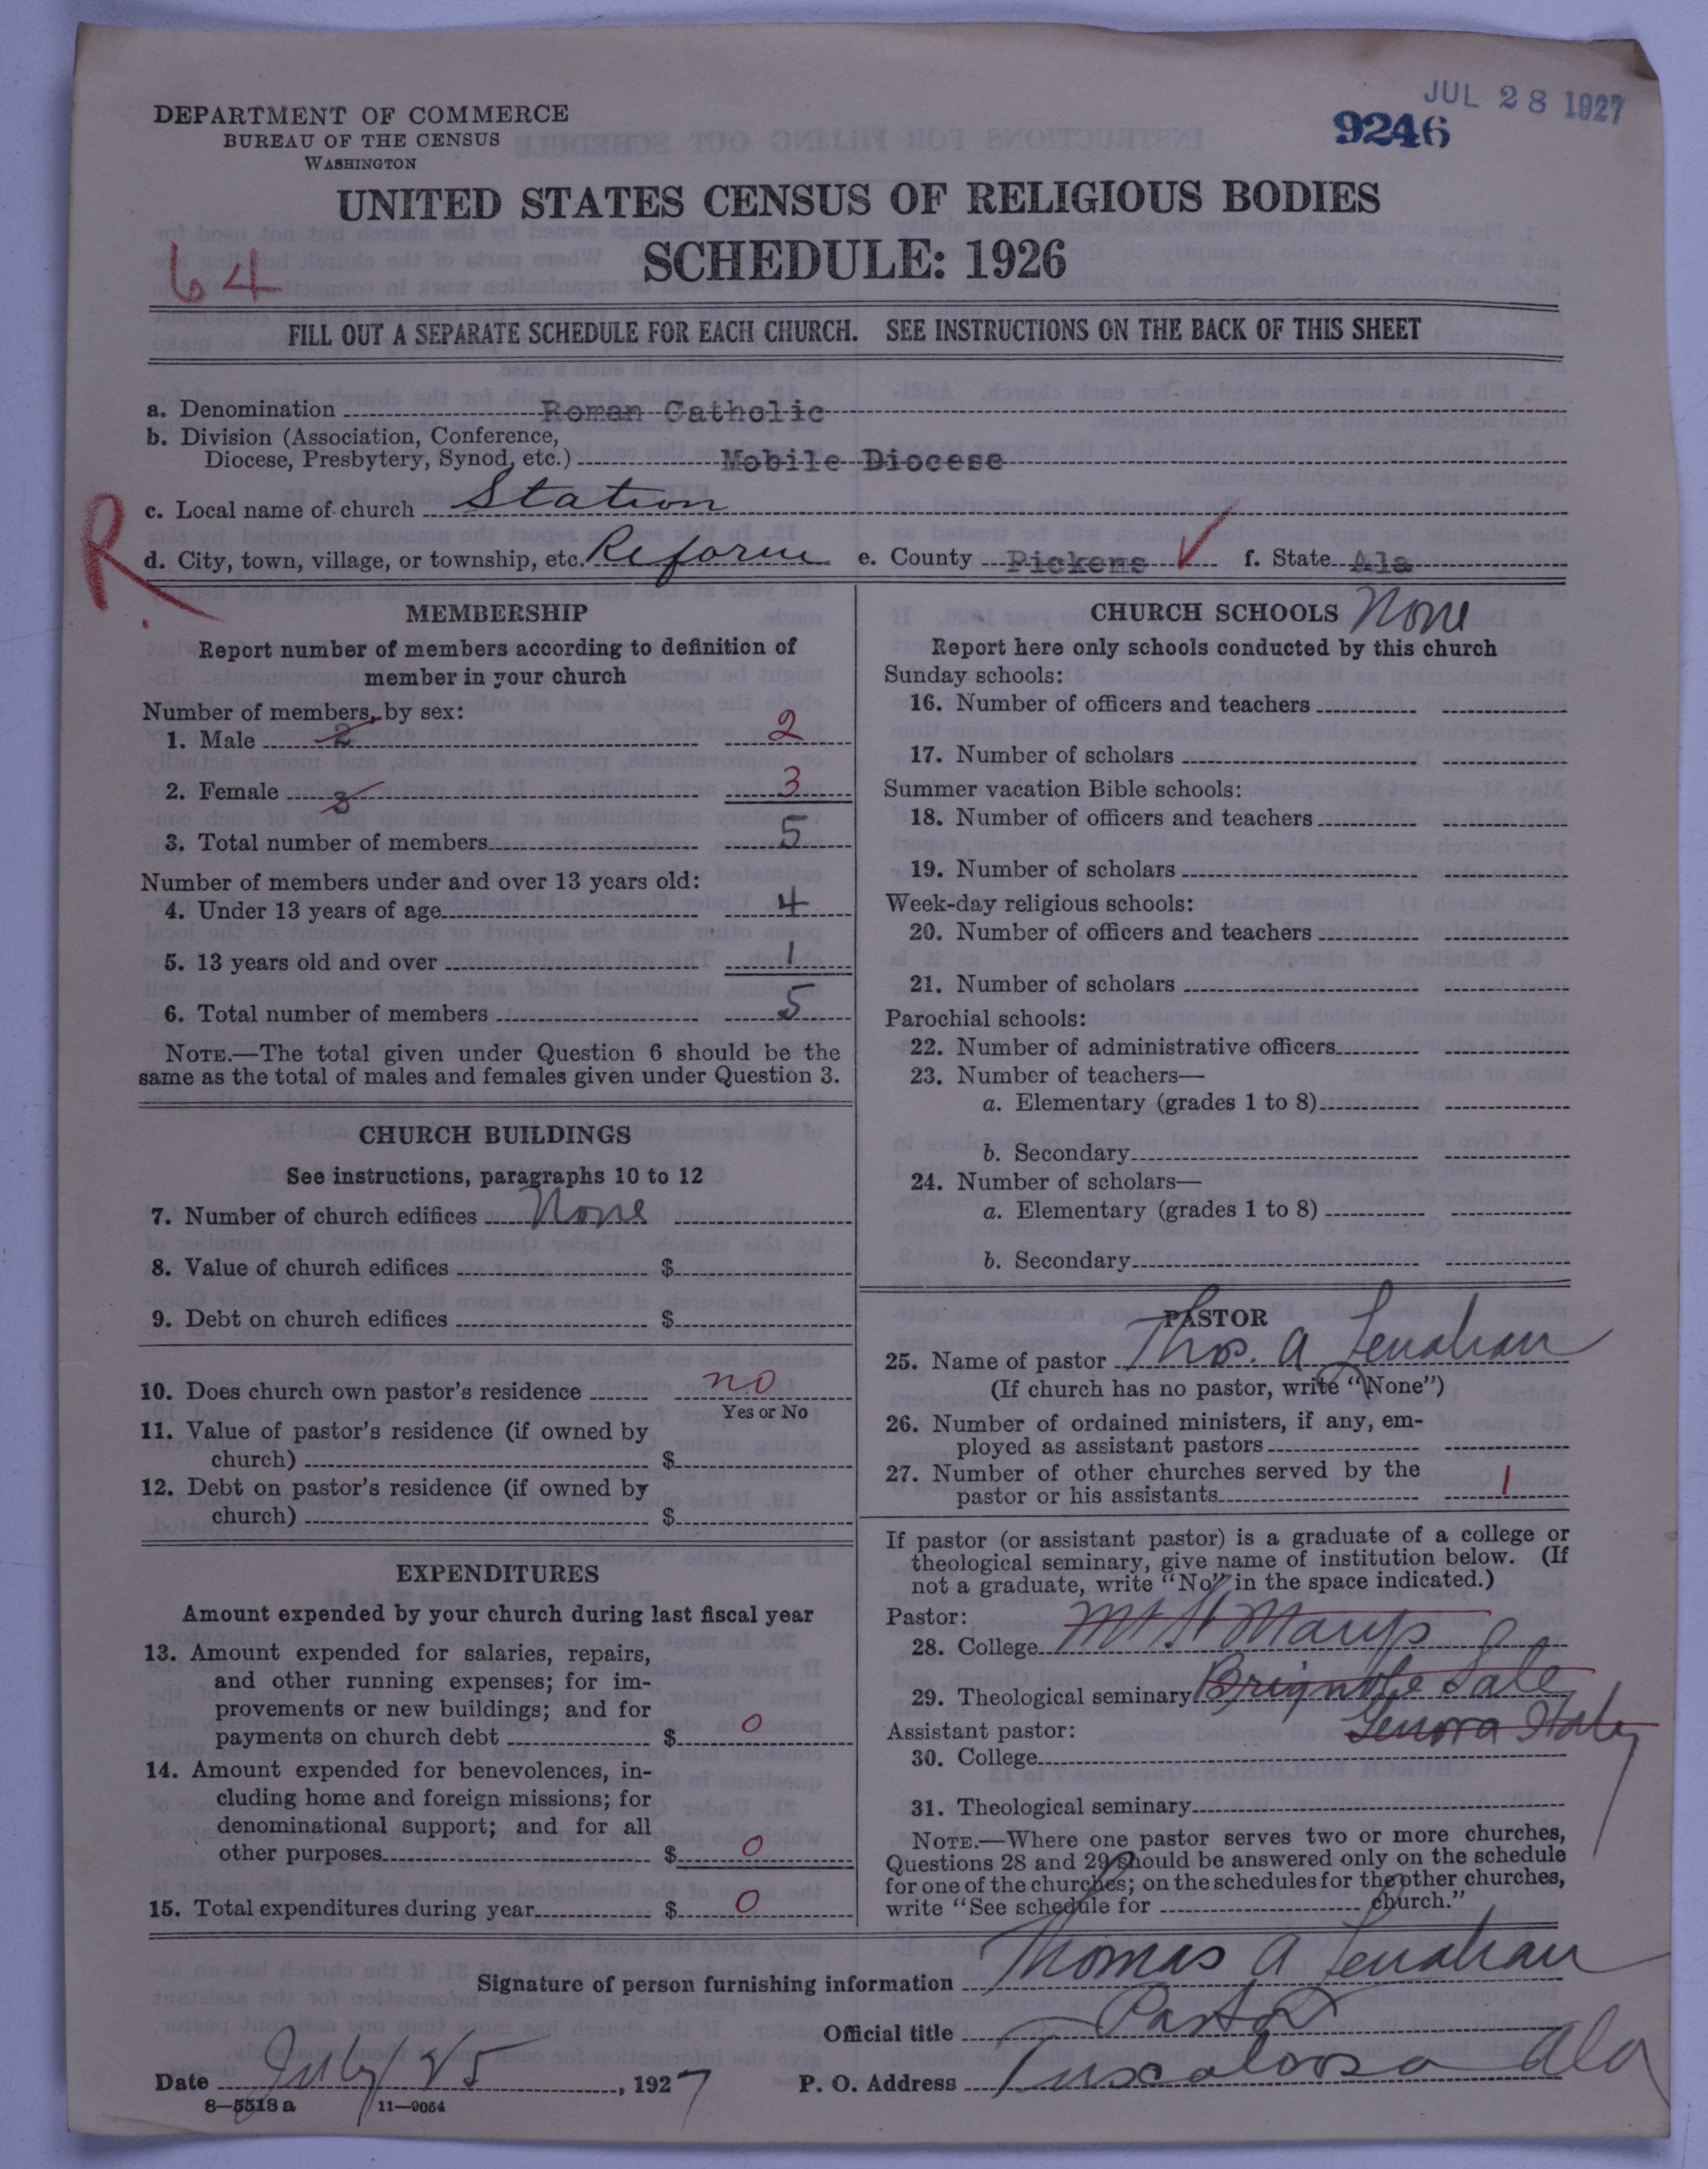 JUL 28 1927
9246
DEPARTMENT OF COMMERCE
BUREAU OF THE CENSUS
WASHINGTON
UNITED STATES CENSUS OF RELIGIOUS BODIES
SCHEDULE: 1926
64
FILL OUT A SEPARATE SCHEDULE FOR EACH CHURCH. SEE INSTRUCTIONS ON THE BACK OF THIS SHEET
a. Denomination Roman Catholic
b. Division (Association, Conference,
Diocese, Presbytery, Synod, etc.) Mobile Diocese
c. Local name of church Station
R
d. City, town, village, or township, etc. Reform e. County Pickens f. State Ala
MEMBERSHIP
Report number of members according to definition of
member in your church
Number of members, by sex:
1. Male 2 2
2. Female 3 3
3. Total number of members 5
Number of members under and over 13 years old:
4. Under 13 years of age 4
5. 13 years old and over 1
6. Total number of members 5
NOTE.—The total given under Question 6 should be the
same as the total of males and females given under Question 3.
CHURCH BUILDINGS
See instructions, paragraphs 10 to 12
7. Number of church edifices None
8. Value of church edifices $
9. Debt on church edifices $
10. Does church own pastor's residence no
Yes or No
11. Value of pastor's residence (if owned by
church) $
12. Debt on pastor's residence (if owned by
church) $
EXPENDITURES
Amount expended by your church during last fiscal year
13. Amount expended for salaries, repairs,
and other running expenses; for im-
provements or new buildings; and for
payments on church debt $ 0
14. Amount expended for benevolences, in-
cluding home and foreign missions; for
denominational support; and for all
other purposes $ 0
15. Total expenditures during year $ 0
CHURCH SCHOOLS None
Report here only schools conducted by this church
Sunday schools:
16. Number of officers and teachers
17. Number of scholars
Summer vacation Bible schools:
18. Number of officers and teachers
19. Number of scholars
Week-day religious schools:
20. Number of officers and teachers
21. Number of scholars
Parochial schools:
22. Number of administrative officers
23. Number of teachers—
a. Elementary (grades 1 to 8)
b. Secondary
24. Number of scholars—
a. Elementary (grades 1 to 8)
b. Secondary
PASTOR
25. Name of pastor Thos. A Lenahan
(If church has no pastor, write "None")
26. Number of ordained ministers, if any, em-
ployed as assistant pastors
27. Number of other churches served by the
pastor or his assistants 1
If pastor (or assistant pastor) is a graduate of a college or
theological seminary, give name of institution below. (If
not a graduate, write "No" in the space indicated.)
Pastor:
28. College Mt St Marys
29. Theological seminary Brignole Sale
Genova Italy
Assistant pastor:
30. College
31. Theological seminary
NOTE.—Where one pastor serves two or more churches,
Questions 28 and 29 should be answered only on the schedule
for one of the churches; on the schedules for the other churches,
write "See schedule for church."
Signature of person furnishing information Thomas A Lenahan
Official title Pastor
Date July 25, 1927 P. O. Address Tuscaloosa Ala
8—5518 a 11—9054